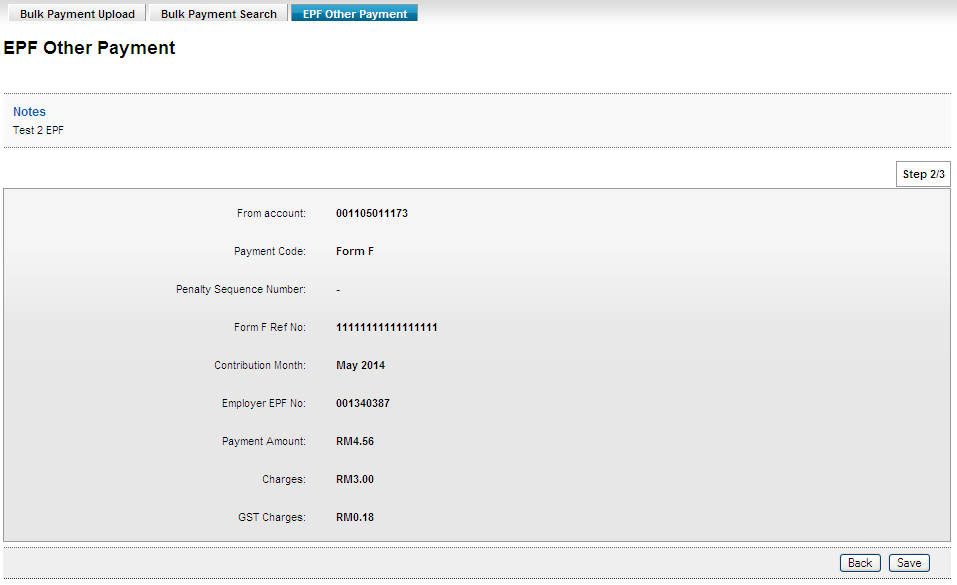 Bulk Payment Upload Bulk Payment Search EPF Other Payment
EPF Other Payment
Notes
Test 2 EPF
Step 2/3
From account: 001105011173
Payment Code: Form F
Penalty Sequence Number: -
Form F Ref No: 11111111111111111
Contribution Month: May 2014
Employer EPF No: 001340387
Payment Amount: RM4.56
Charges: RM3.00
GST Charges: RM0.18
Back Save